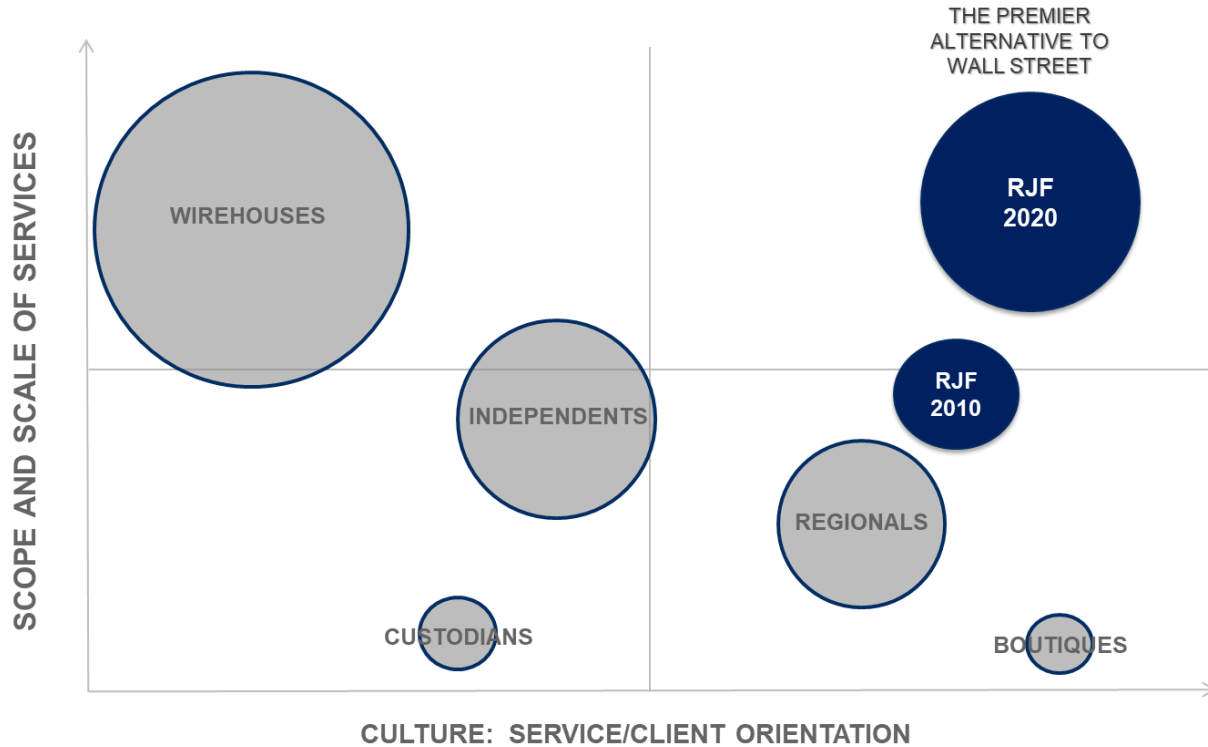 THE PREMIER
ALTERNATIVE TO
WALL STREET
SCOPE AND SCALE OF SERVICES
WIREHOUSES
RJF
2020
INDEPENDENTS
RJF
2010
REGIONALS
CUSTODIANS
BOUTIQUES
CULTURE:  SERVICE/CLIENT ORIENTATION